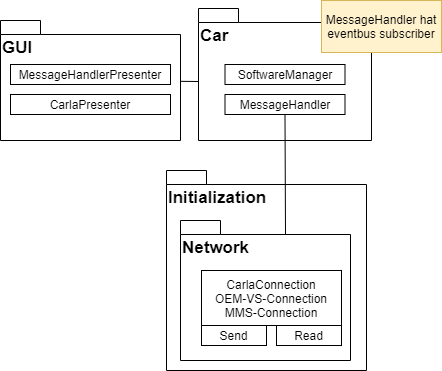 MessageHandler hat
eventbus subscriber
GUI
MessageHandlerPresenter
CarlaPresenter
Car
SoftwareManager
MessageHandler
Initialization
Network
CarlaConnection
OEM-VS-Connection
MMS-Connection
Send
Read